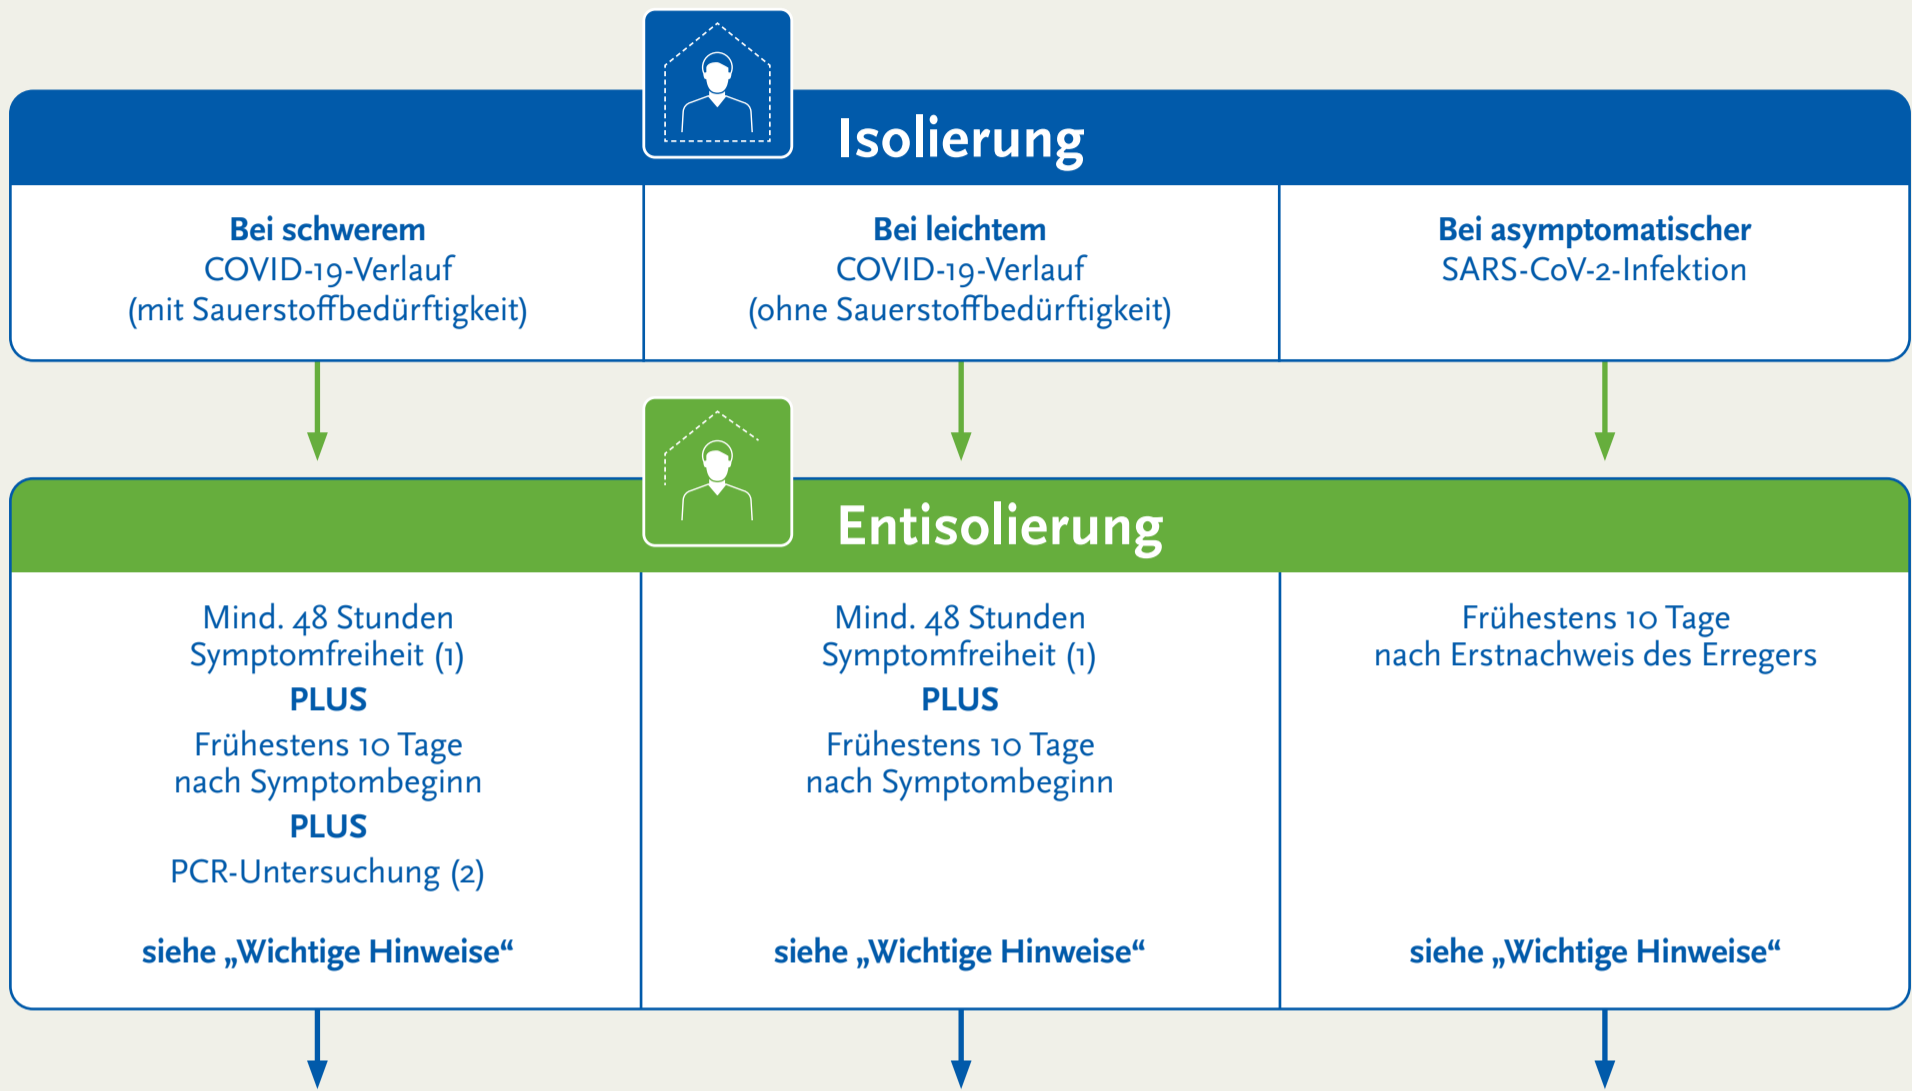 Isolierung
Bei schwerem
COVID-19-Verlauf
(mit Sauerstoffbedürftigkeit)
Bei leichtem
COVID-19-Verlauf
(ohne Sauerstoffbedürftigkeit)
Bei asymptomatischer
SARS-CoV-2-Infektion
Entisolierung
Mind. 48 Stunden
Symptomfreiheit (1)
PLUS
Frühestens 10 Tage
nach Symptombeginn
PLUS
PCR-Untersuchung (2)
siehe „Wichtige Hinweise“
Mind. 48 Stunden
Symptomfreiheit (1)
PLUS
Frühestens 10 Tage
nach Symptombeginn
siehe „Wichtige Hinweise“
Frühestens 10 Tage
nach Erstnachweis des Erregers
siehe „Wichtige Hinweise“